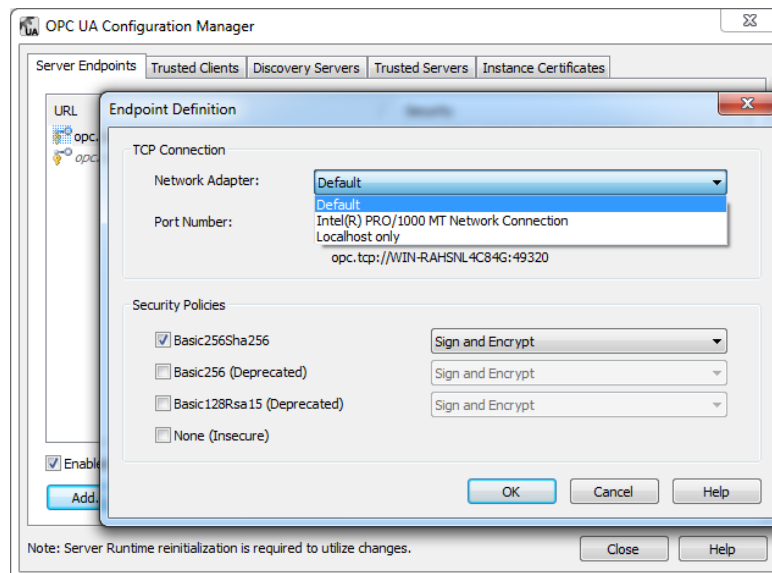 OPC UA Configuration Manager
Server Endpoints Trusted Clients Discovery Servers Trusted Servers Instance Certificates
URL Security
Endpoint Definition
opc.
opc.
TCP Connection
Network Adapter: Default
Default
Intel(R) PRO/1000 MT Network Connection
Port Number:
Localhost only
opc.tcp://WIN-RAHSNL4C84G:49320
Security Policies
Basic256Sha256 Sign and Encrypt
Basic256 (Deprecated) Sign and Encrypt
Basic128Rsa15 (Deprecated) Sign and Encrypt
None (Insecure)
Enable
Add.
OK Cancel Help
Note: Server Runtime reinitialization is required to utilize changes.
Close Help